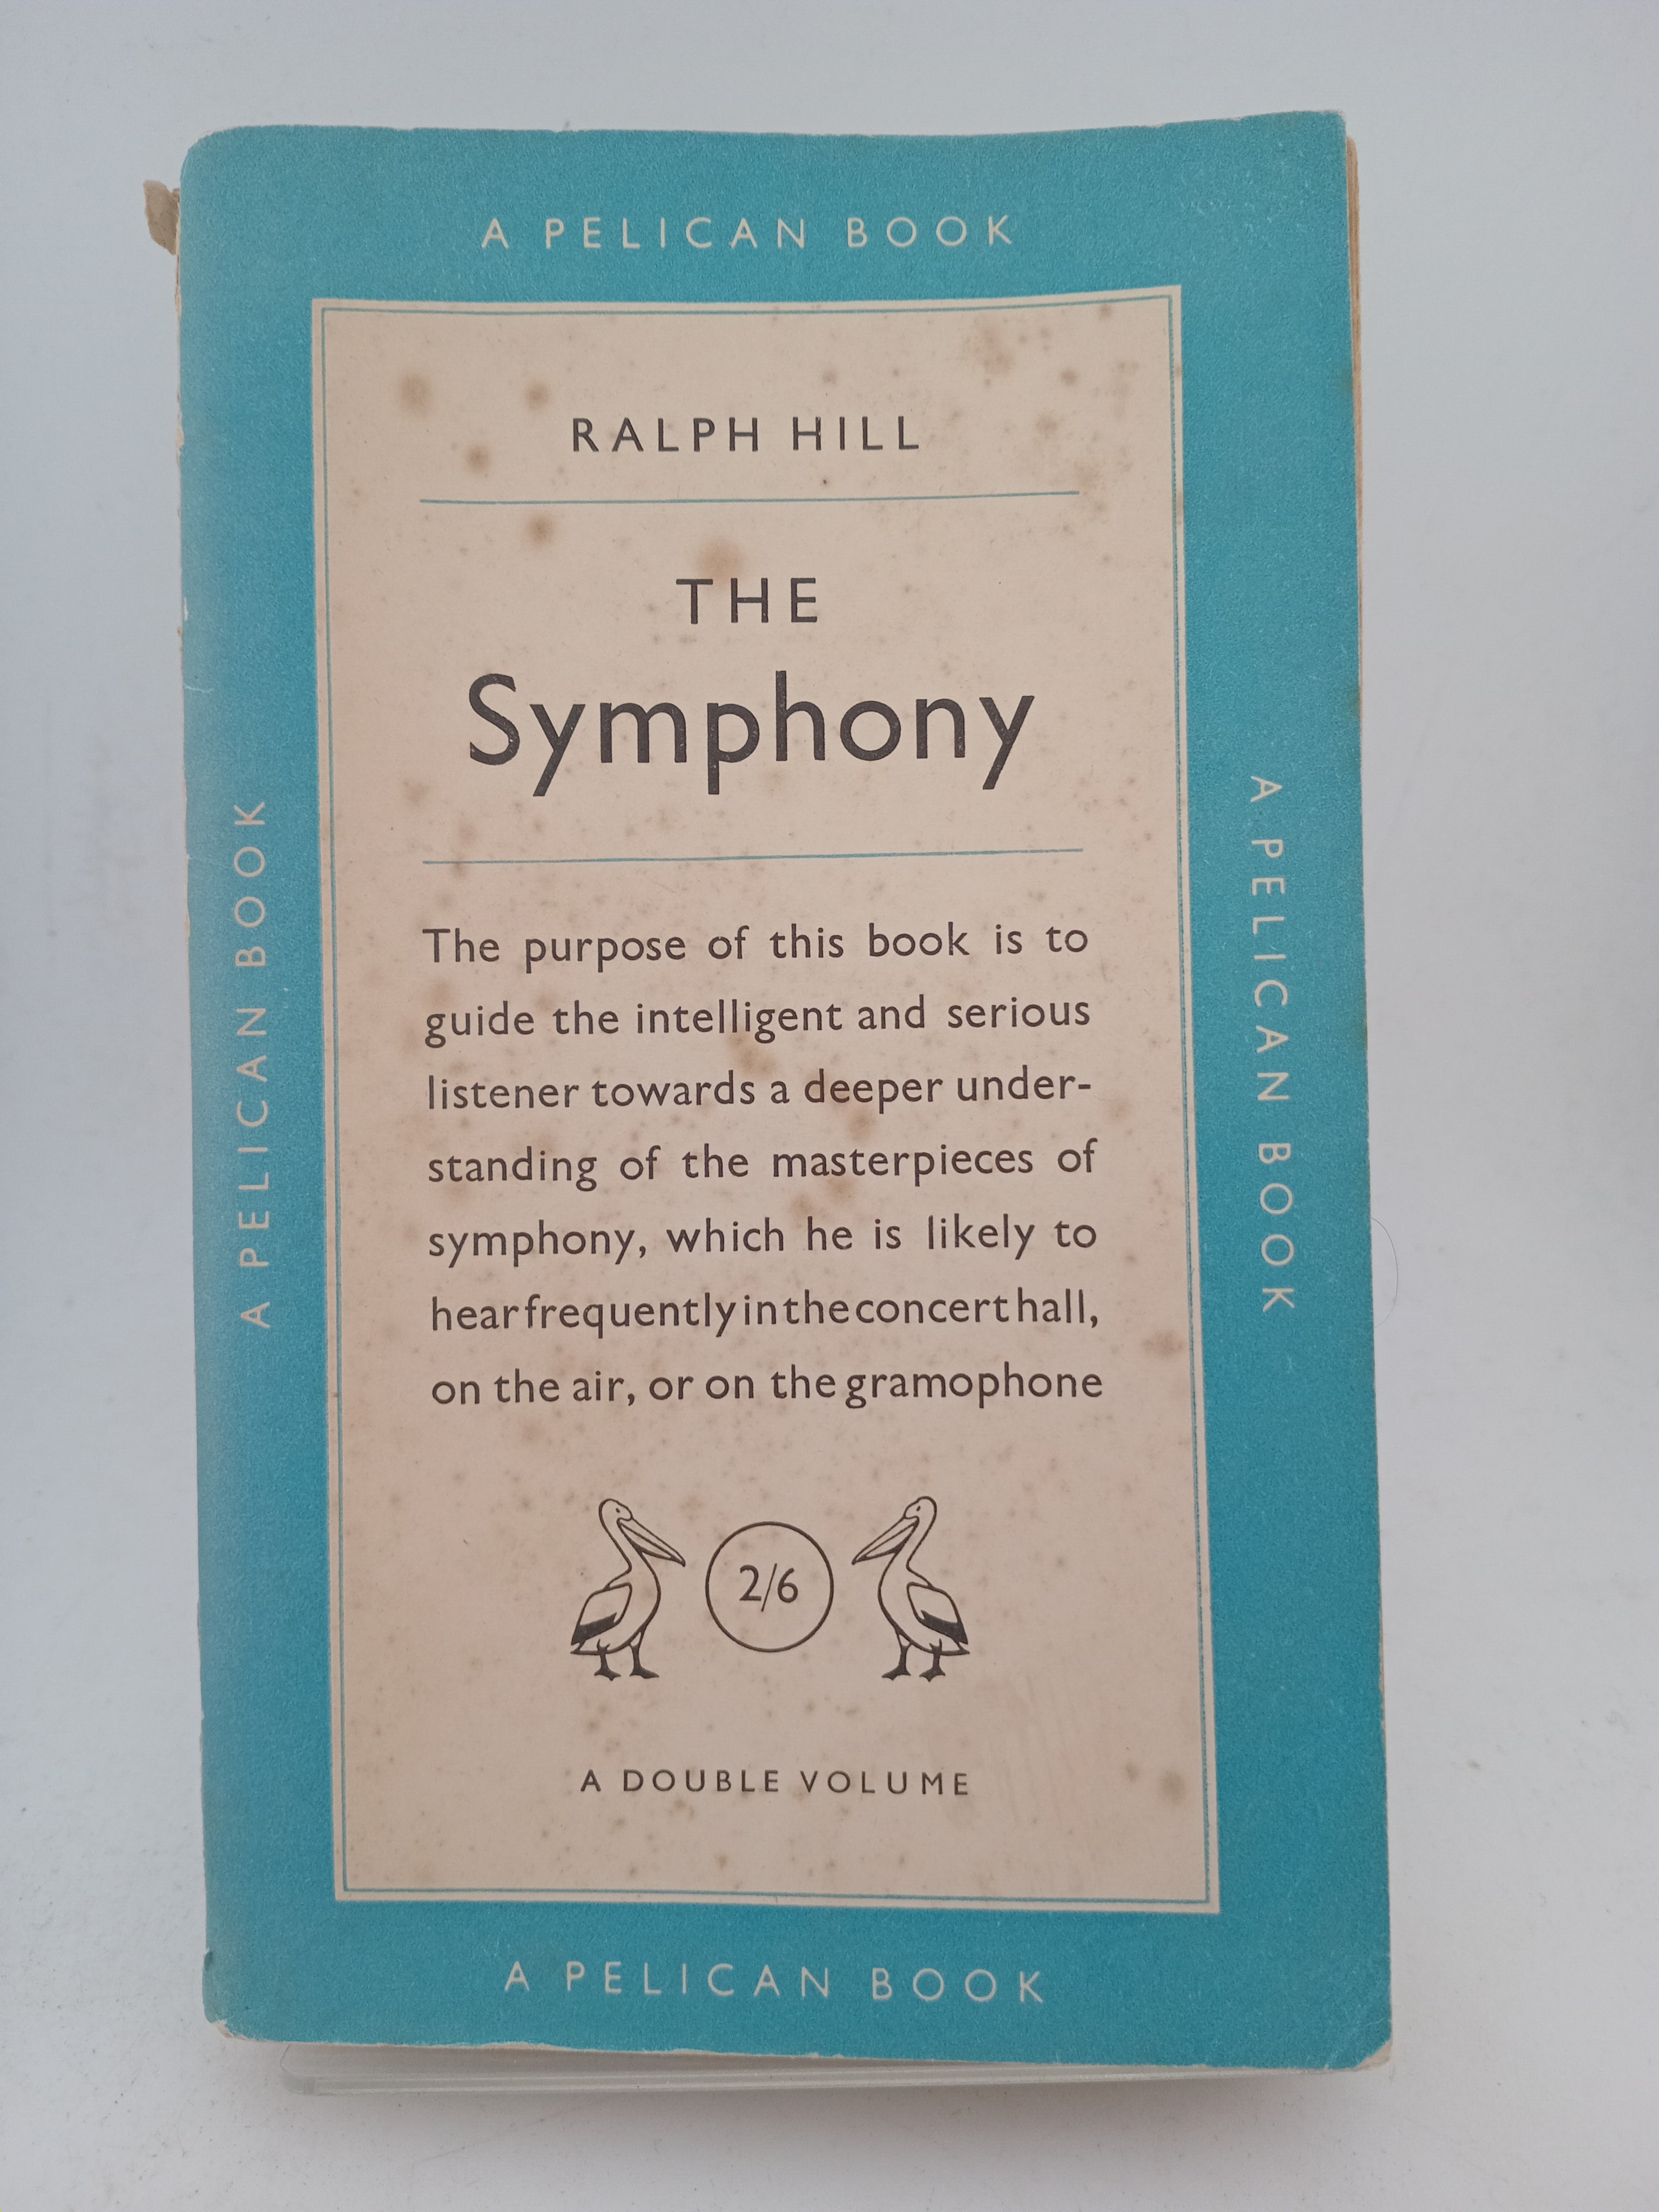 A PELICAN BOOK
RALPH HILL
THE
Symphony
The purpose of this book is to
guide the intelligent and serious
listener towards a deeper under-
standing of the masterpieces of
symphony, which he is likely to
hear frequently in the concert hall,
on the air, or on the gramophone
2/6
A DOUBLE VOLUME
A PELICAN BOOK
A PELICAN BOOK
A PELICAN BOOK